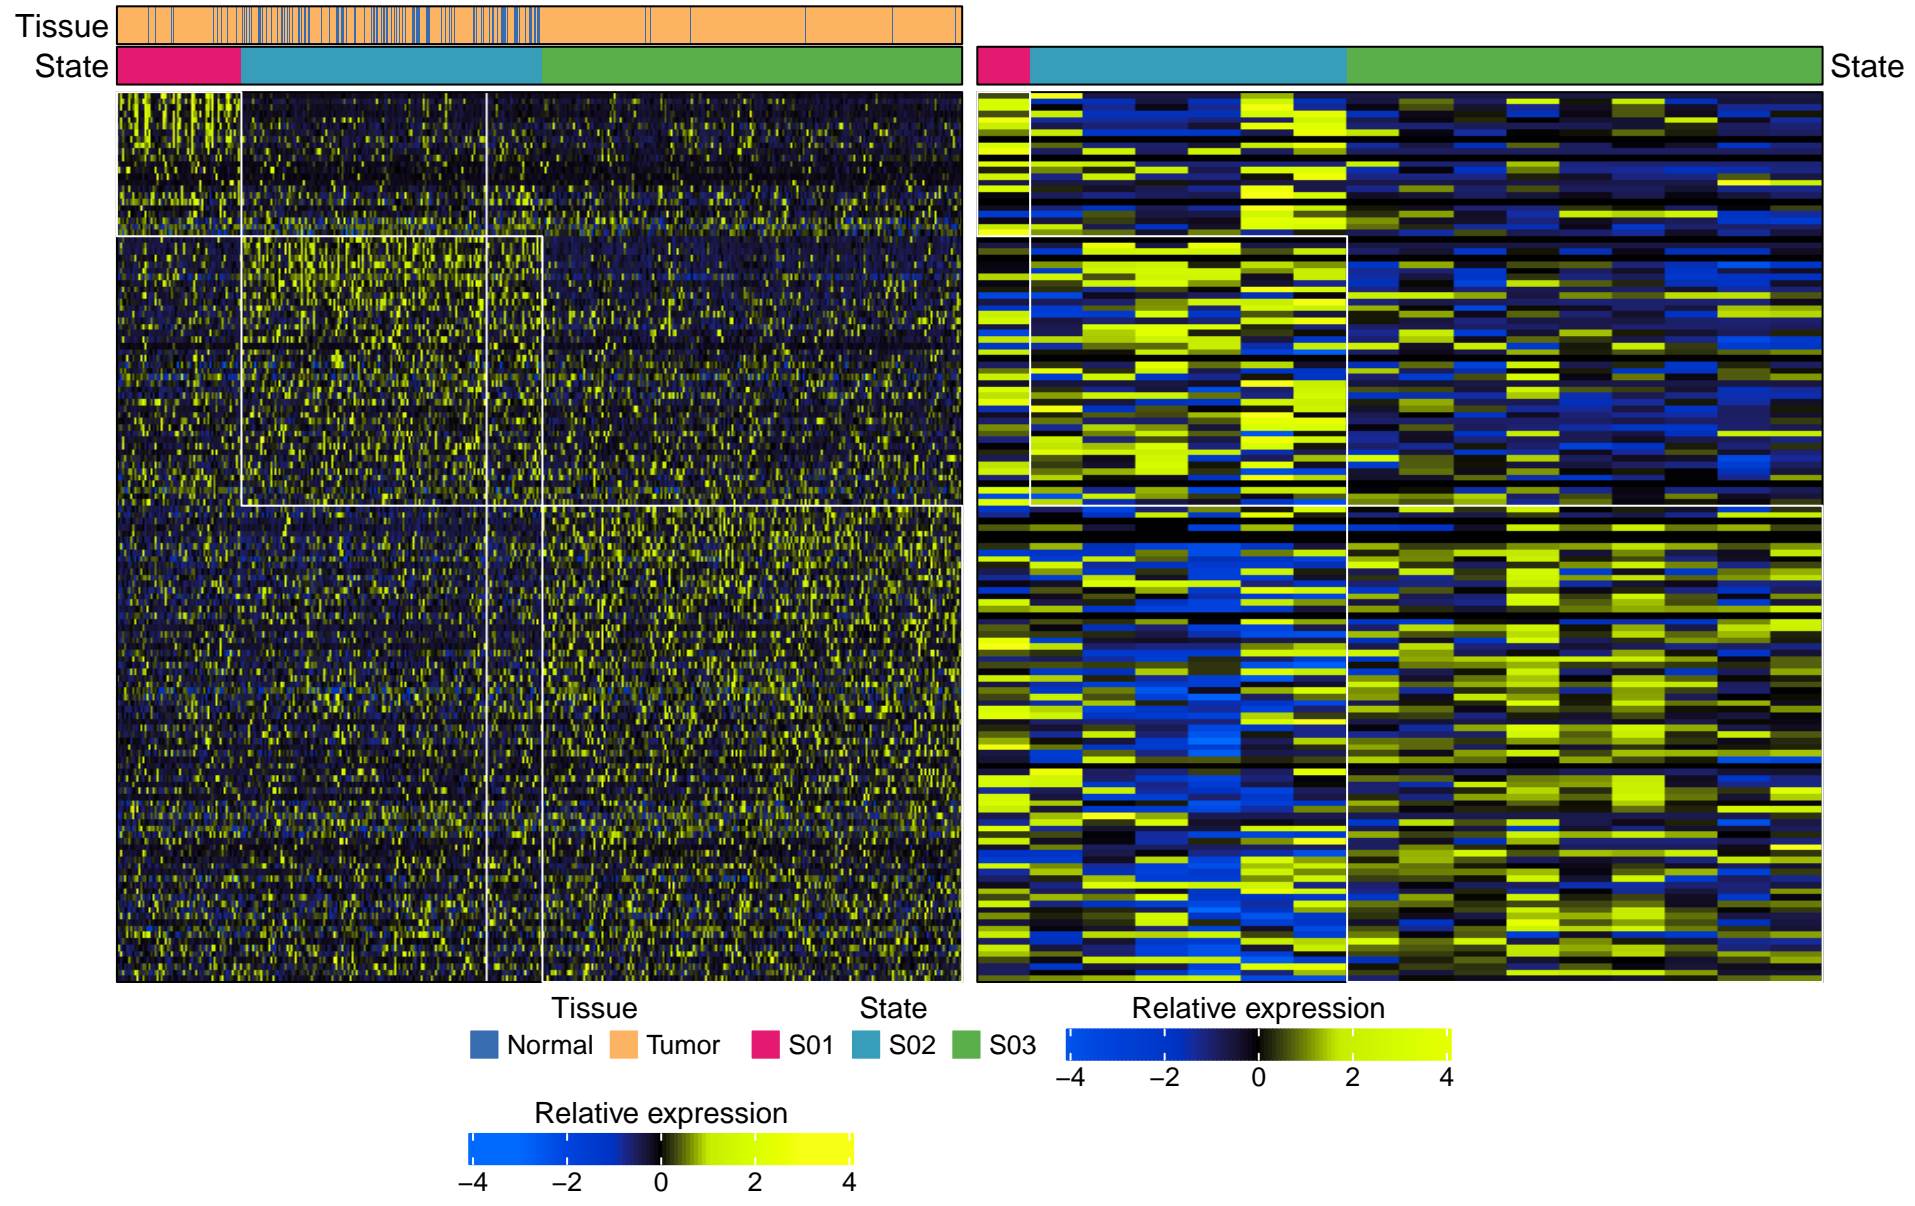 Tissue
State
State
Tissue
Normal Tumor
State
S01 S02 S03
Relative expression
−4 −2 0 2 4
Relative expression
−4 −2 0 2 4